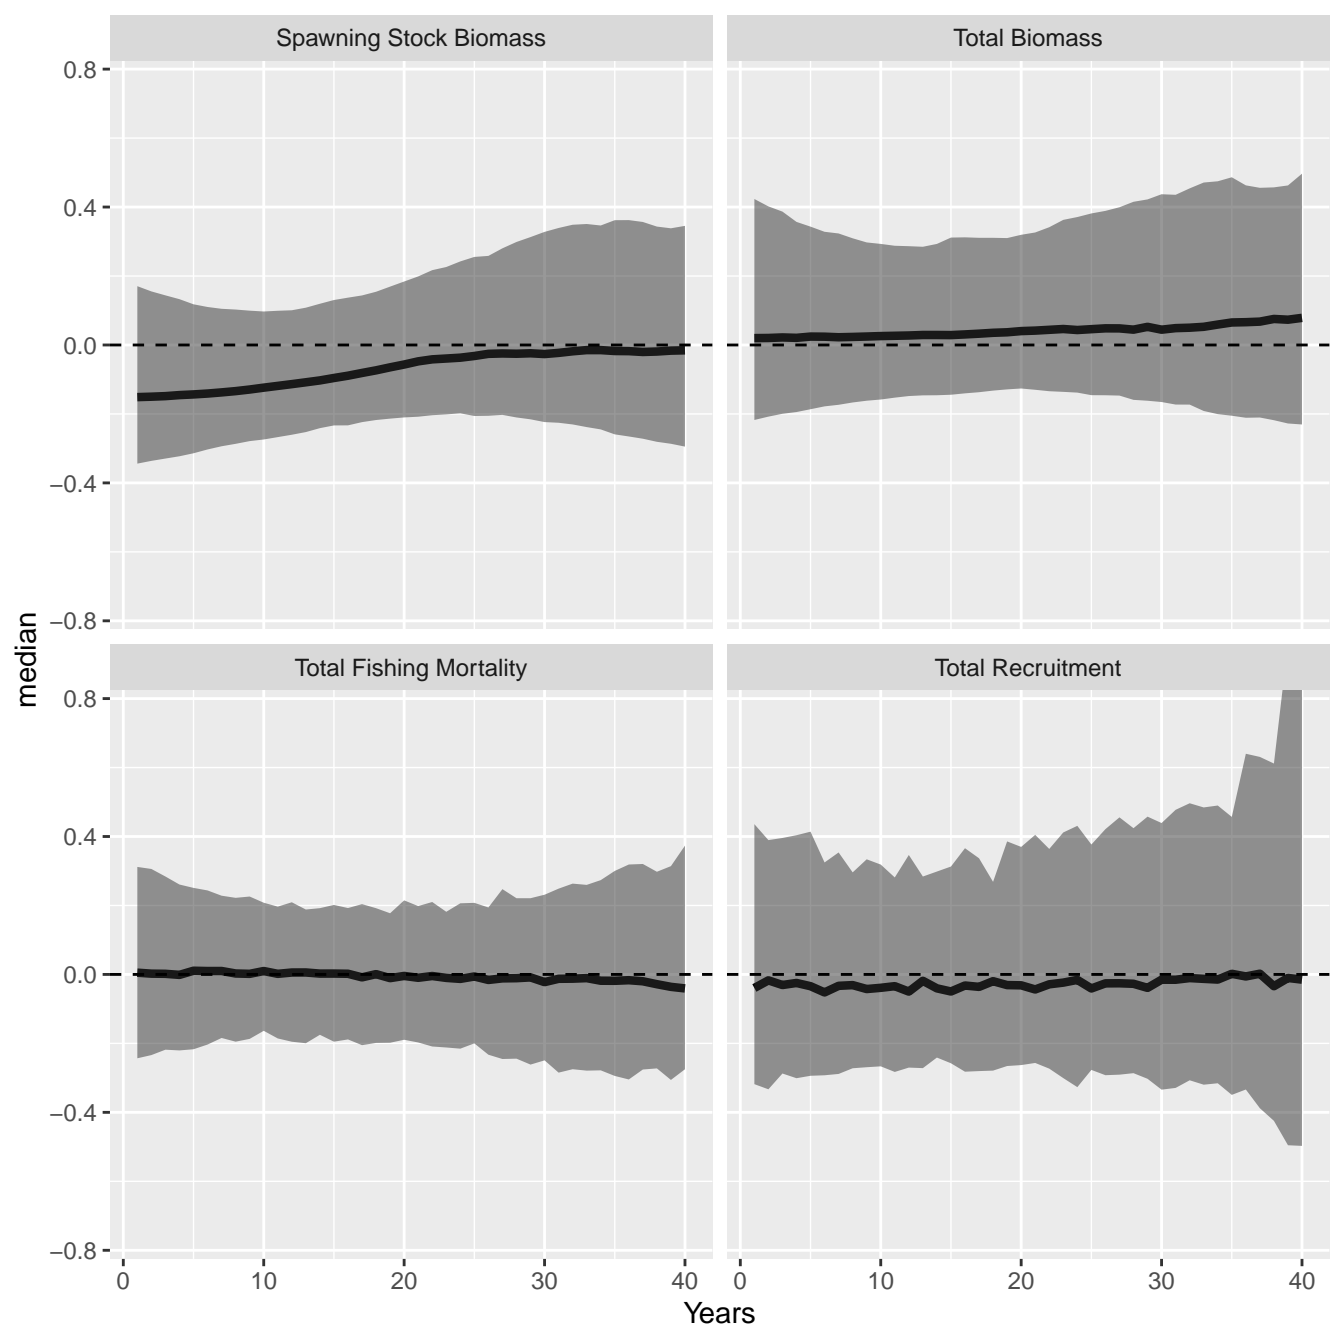 Spawning Stock Biomass
Total Biomass
0.8
0.4
0.0
−0.4
−0.8
Total Fishing Mortality
Total Recruitment
0.8
0.4
0.0
−0.4
−0.8
0 10 20 30 40
0 10 20 30 40
Years
median